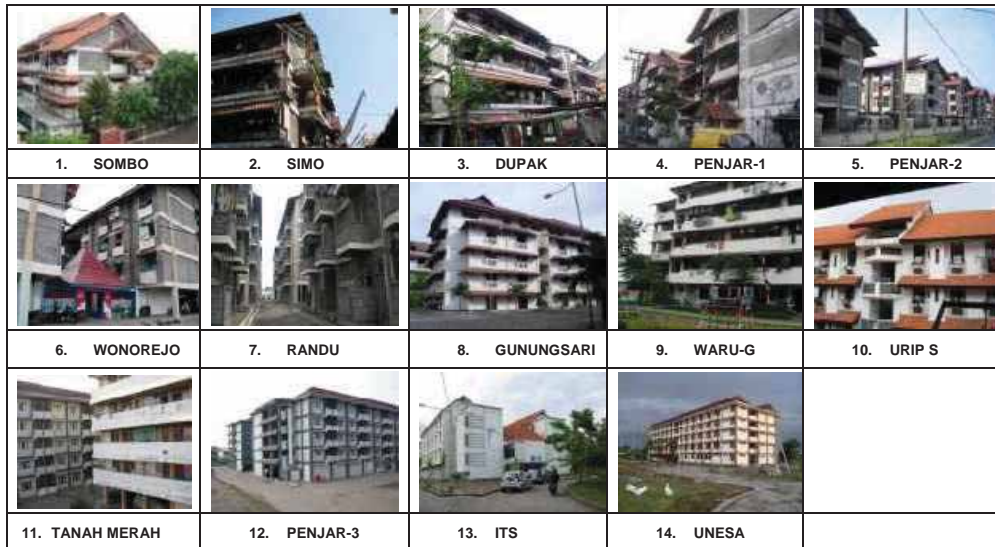 1. SOMBO
2. SIMO
3. DUPAK
4. PENJAR-1
5. PENJAR-2
6. WONOREJO
7. RANDU
8. GUNUNGSARI
9. WARU-G
10. URIP S
11. TANAH MERAH
12. PENJAR-3
13. ITS
14. UNESA